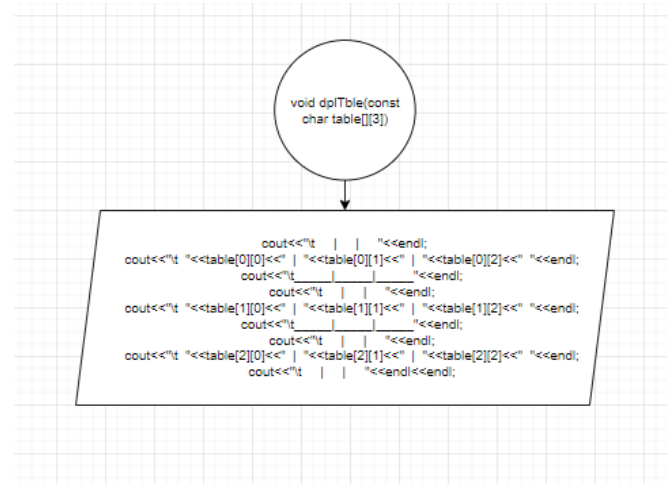 void dplTble(const
char table[][3])
cout<<"\t     |     |     "<<endl;
cout<<"\t  "<<table[0][0]<<"  |  "<<table[0][1]<<"  |  "<<table[0][2]<<"  "<<endl;
cout<<"\t_____|_____|_____"<<endl;
cout<<"\t     |     |     "<<endl;
cout<<"\t  "<<table[1][0]<<"  |  "<<table[1][1]<<"  |  "<<table[1][2]<<"  "<<endl;
cout<<"\t_____|_____|_____"<<endl;
cout<<"\t     |     |     "<<endl;
cout<<"\t  "<<table[2][0]<<"  |  "<<table[2][1]<<"  |  "<<table[2][2]<<"  "<<endl;
cout<<"\t     |     |     "<<endl<<endl;